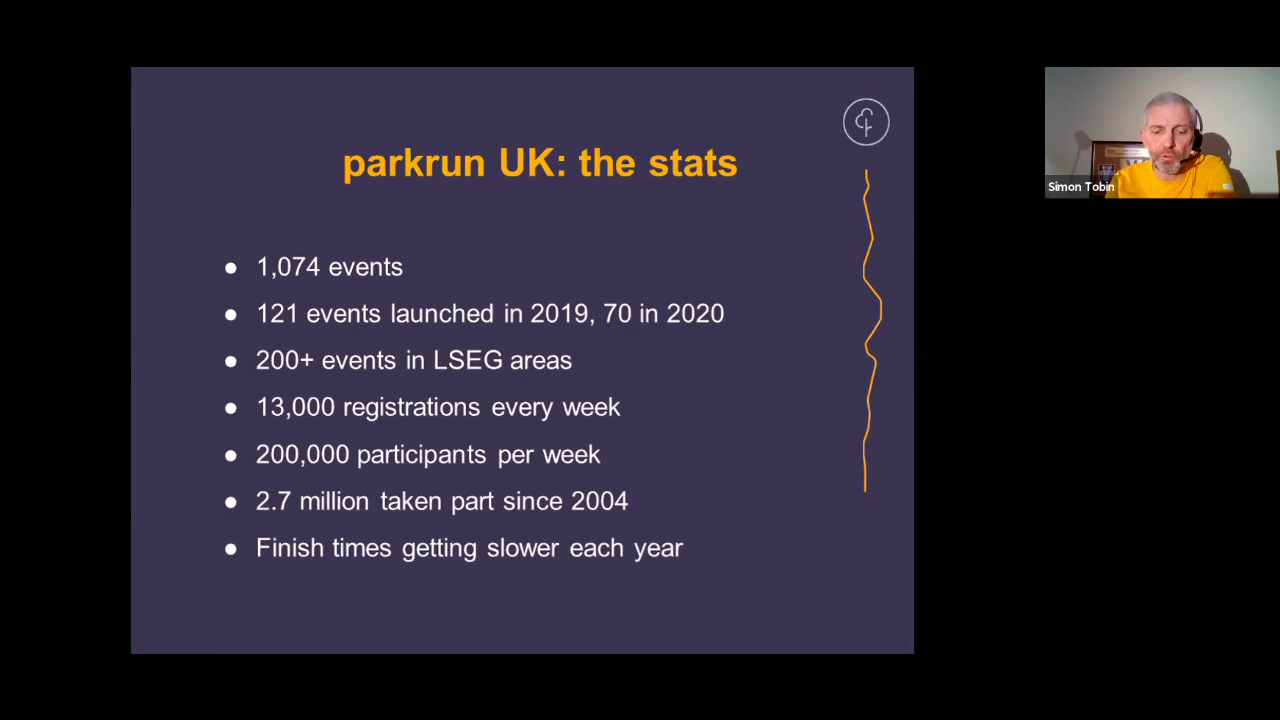 parkrun UK: the stats
● 1,074 events
● 121 events launched in 2019, 70 in 2020
● 200+ events in LSEG areas
● 13,000 registrations every week
● 200,000 participants per week
● 2.7 million taken part since 2004
● Finish times getting slower each year
Simon Tobin